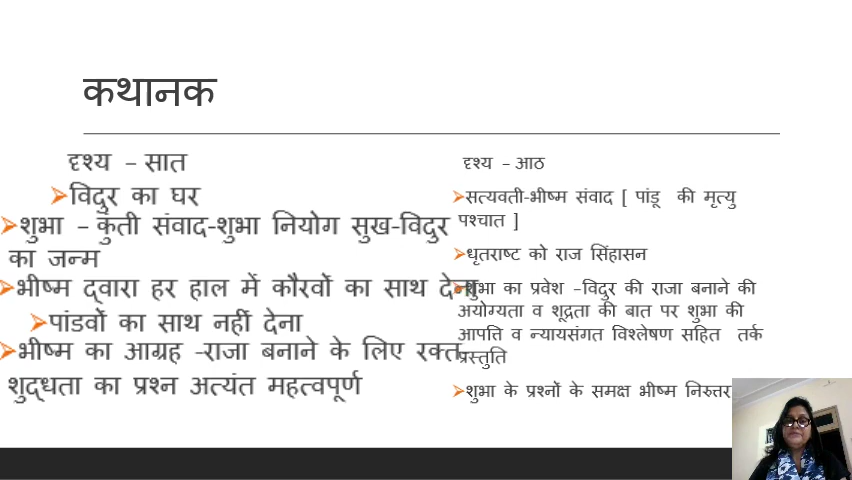 कथानक
दृश्य – सात
विदुर का घर
शुभा – कुंती संवाद-शुभा नियोग सुख-विदुर
का जन्म
भीष्म द्वारा हर हाल में कौरवों का साथ देना
पांडवों का साथ नहीं देना
भीष्म का आग्रह –राजा बनाने के लिए रक्त
शुद्धता का प्रश्न अत्यंत महत्वपूर्ण
दृश्य – आठ
सत्यवती-भीष्म संवाद [ पांडू की मृत्यु
पश्चात ]
धृतराष्ट को राज सिंहासन
शुभा का प्रवेश –विदुर की राजा बनाने की
अयोग्यता व शूद्रता की बात पर शुभा की
आपत्ति व न्यायसंगत विश्लेषण सहित तर्क
प्रस्तुति
शुभा के प्रश्नों के समक्ष भीष्म निरुत्तर